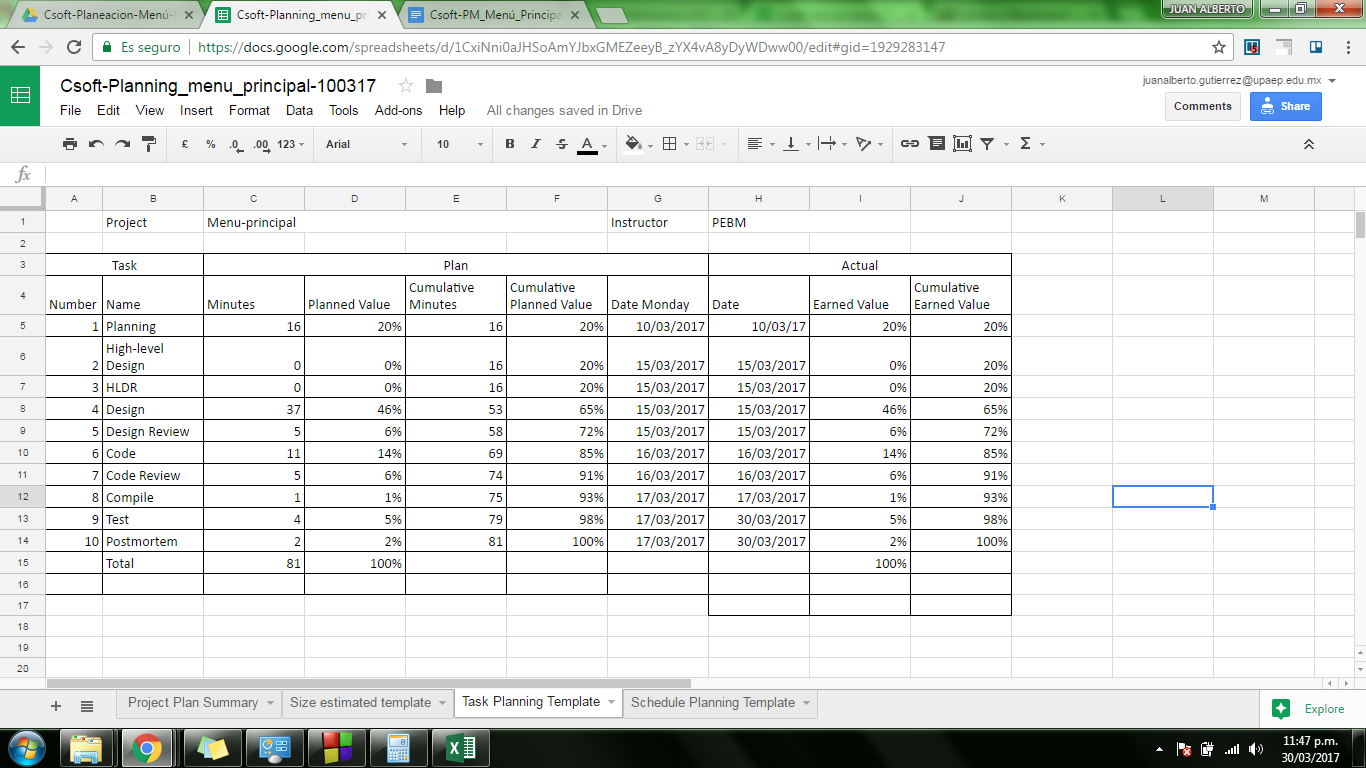 Csoft-Planeacion-Menú-
Csoft-Planning_menu_pri
Csoft-PM_Menú_Principa
JUAN ALBERTO
Es seguro https://docs.google.com/spreadsheets/d/1CxiNni0aJHSoAmYJbxGMEZeeyB_zYX4vA8yDyWDww00/edit#gid=1929283147
Csoft-Planning_menu_principal-100317
juanalberto.gutierrez@upaep.edu.mx
File Edit View Insert Format Data Tools Add-ons Help All changes saved in Drive
Comments Share
£ % .0 .00 123 Arial 10 B I S A Σ
fx
A B C D E F G H I J K L M
1 Project Menu-principal Instructor PEBM
2
3 Task Plan Actual
4 Number Name Minutes Planned Value Cumulative Minutes Cumulative Planned Value Date Monday Date Earned Value Cumulative Earned Value
5 1 Planning 16 20% 16 20% 10/03/2017 10/03/17 20% 20%
6 2 High-level Design 0 0% 16 20% 15/03/2017 15/03/2017 0% 20%
7 3 HLDR 0 0% 16 20% 15/03/2017 15/03/2017 0% 20%
8 4 Design 37 46% 53 65% 15/03/2017 15/03/2017 46% 65%
9 5 Design Review 5 6% 58 72% 15/03/2017 15/03/2017 6% 72%
10 6 Code 11 14% 69 85% 16/03/2017 16/03/2017 14% 85%
11 7 Code Review 5 6% 74 91% 16/03/2017 16/03/2017 6% 91%
12 8 Compile 1 1% 75 93% 17/03/2017 17/03/2017 1% 93%
13 9 Test 4 5% 79 98% 17/03/2017 30/03/2017 5% 98%
14 10 Postmortem 2 2% 81 100% 17/03/2017 30/03/2017 2% 100%
15 Total 81 100% 100%
16
17
18
19
20
Project Plan Summary Size estimated template Task Planning Template Schedule Planning Template
Explore
11:47 p.m.
30/03/2017